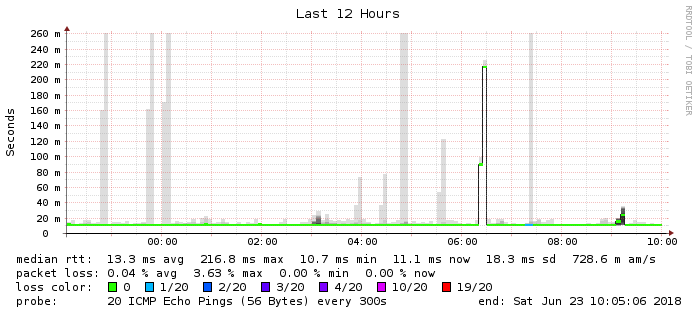 Last 12 Hours
RRDTOOL / TOBI OETIKER
Seconds
260 m
240 m
220 m
200 m
180 m
160 m
140 m
120 m
100 m
80 m
60 m
40 m
20 m
0
00:00 02:00 04:00 06:00 08:00 10:00
median rtt: 13.3 ms avg 216.8 ms max 10.7 ms min 11.1 ms now 18.3 ms sd 728.6 m am/s
packet loss: 0.04 % avg 3.63 % max 0.00 % min 0.00 % now
loss color: 0 1/20 2/20 3/20 4/20 10/20 19/20
probe: 20 ICMP Echo Pings (56 Bytes) every 300s end: Sat Jun 23 10:05:06 2018